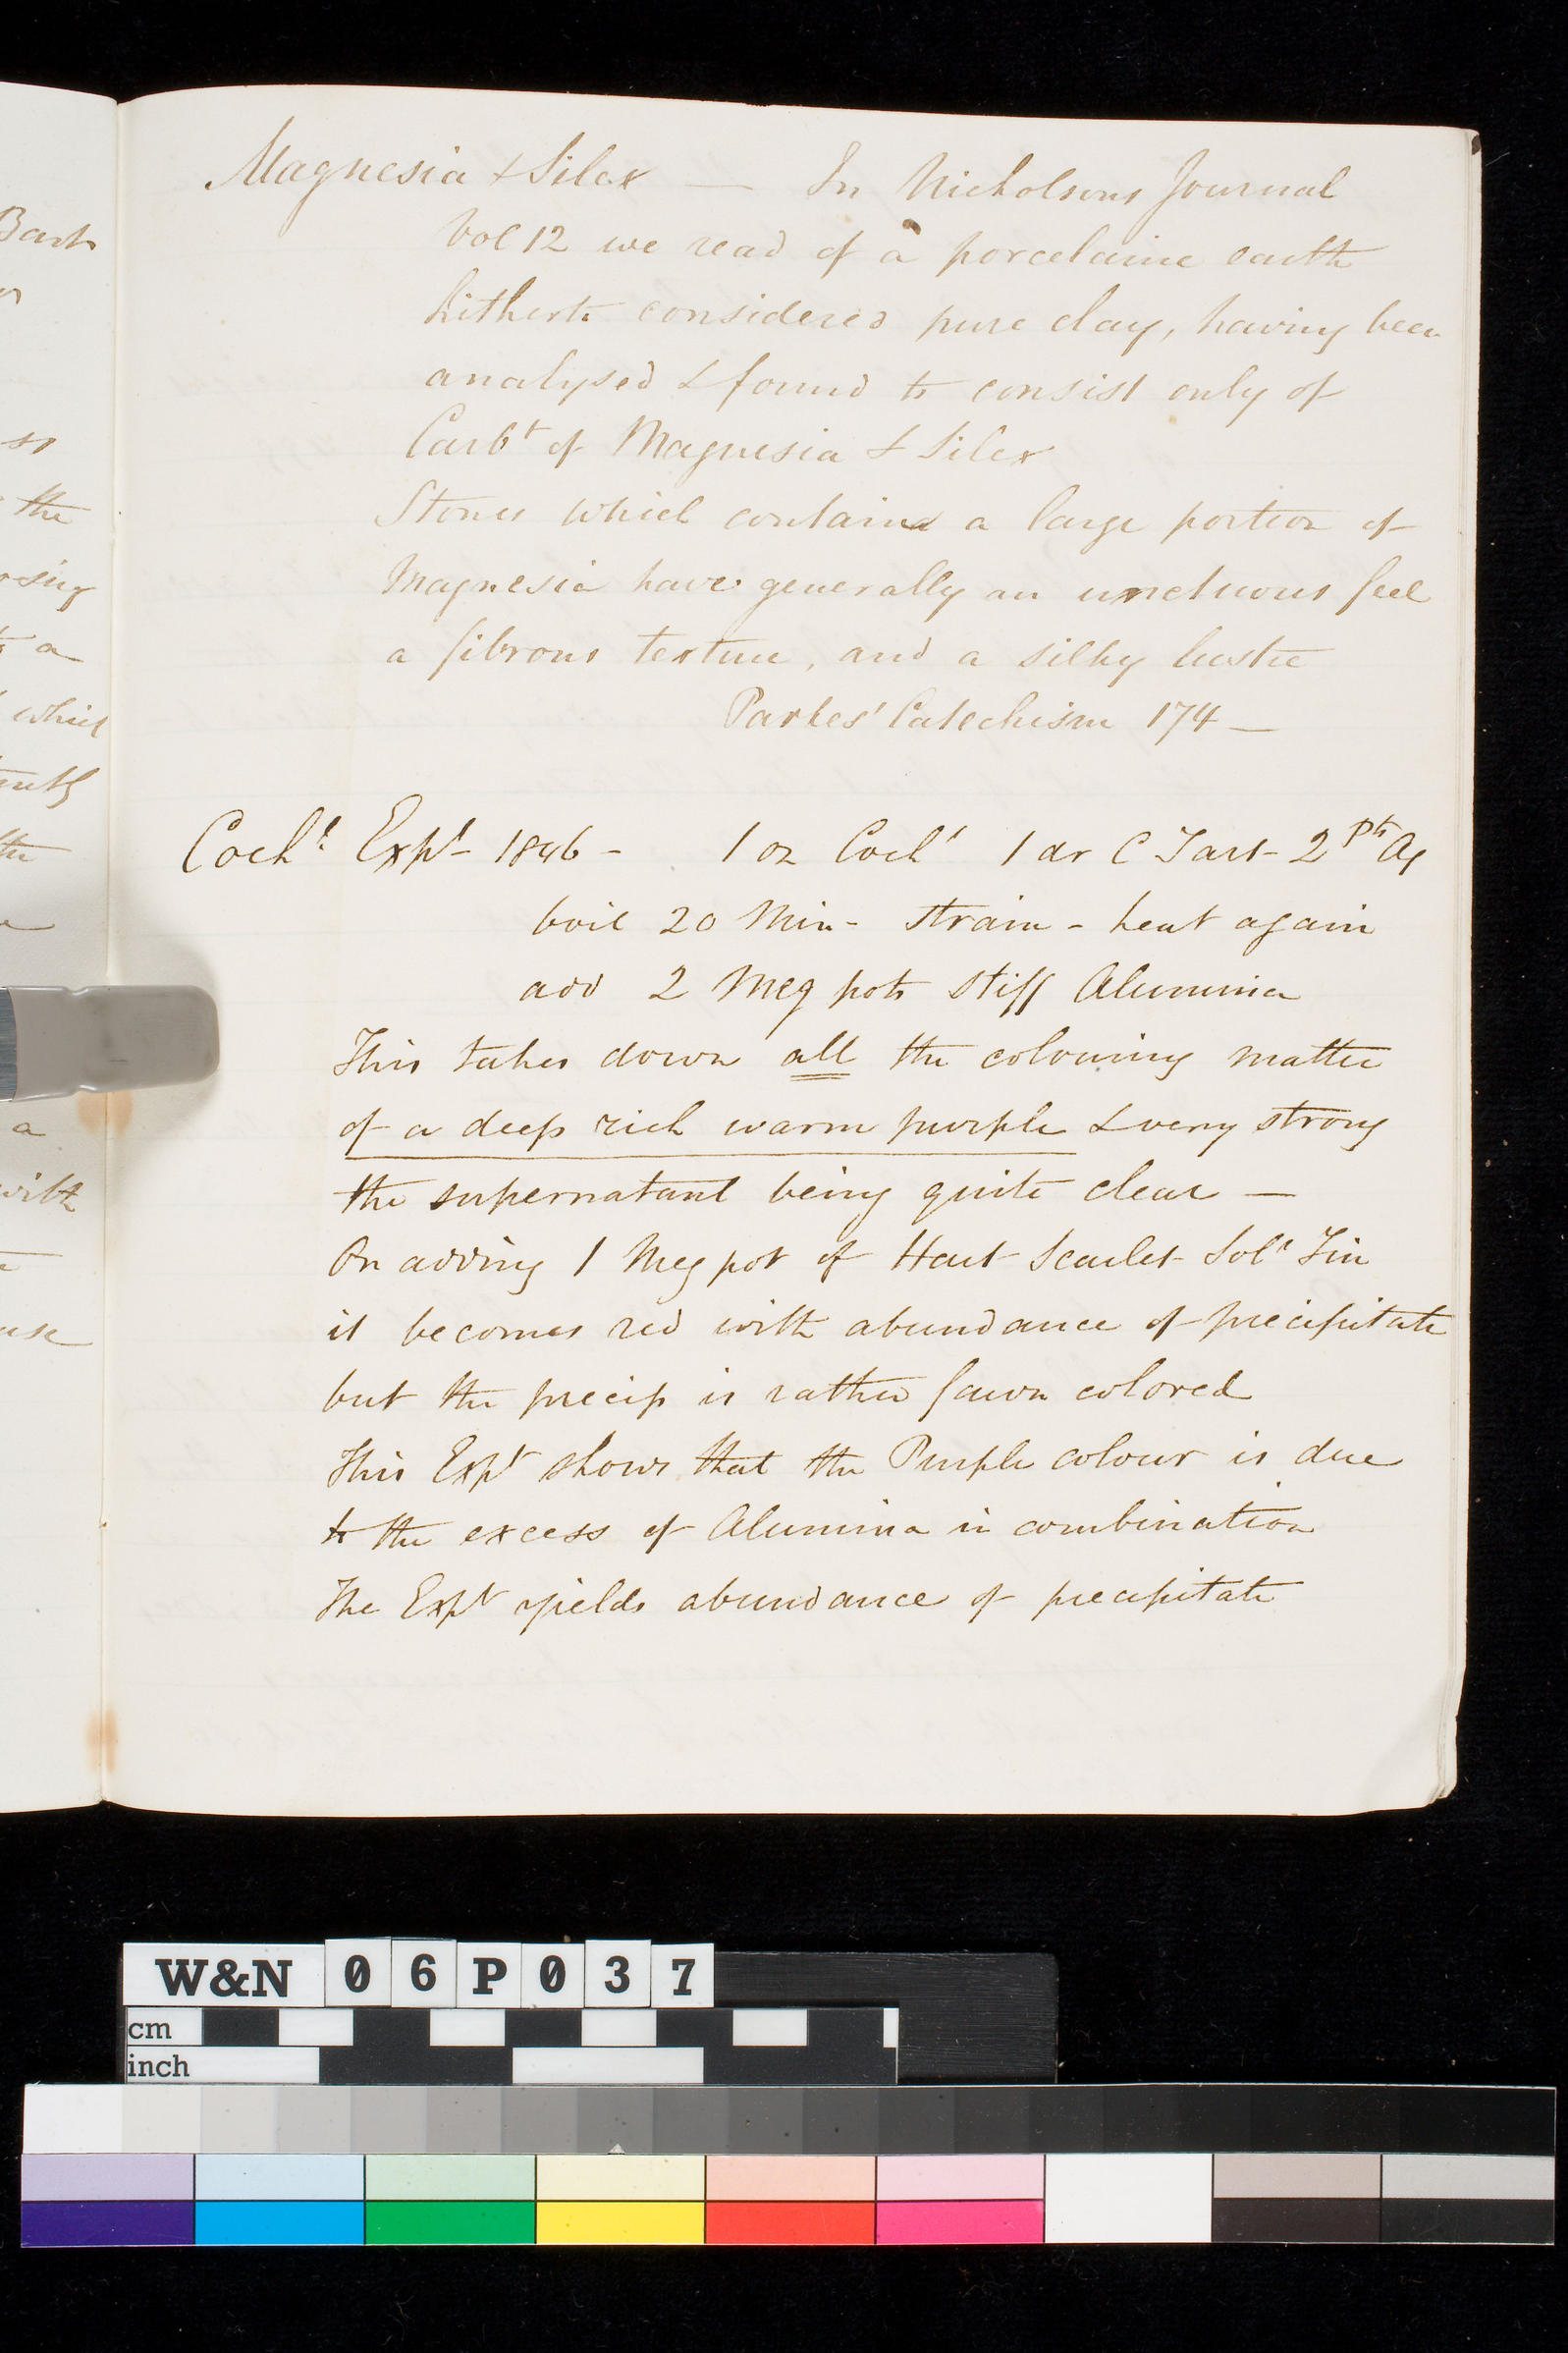 Magnesia & Silex — In Nicholsons Journal
Vol 12 we read of a porcelaine earth
hitherto considered pure clay, having been
analysed & found to consist only of
Carbt of Magnesia & Silex
Stones which contain a large portion of
Magnesia have generally an unctuous feel
a fibrous texture, and a silky lustre
Parkes' Catechism 174 —
Cochl Expt - 1846 - 1 oz Cochl 1 dr C Tart - 2 Pts Aq
boil 20 Min - strain - heat again
add 2 Meg pots stiff Alumina
This takes down all the colouring matter
of a deep rich warm purple & very strong
the supernatant being quite clear —
On adding 1 Meg pot of Hart Scarlet Soln Tin
it becomes red with abundance of precipitate
but the precip is rather fawn colored
This Expt shows that the Purple colour is due
to the excess of Alumina in combination
The Expt yields abundance of precipitate
Bark
so
the
osing
to a
which
the
a
with
use
W&N 06P037
cm
inch